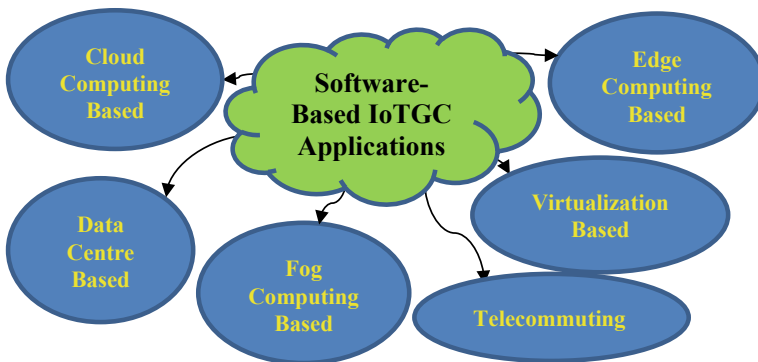 Cloud
Computing
Based
Software-
Based IoTGC
Applications
Edge
Computing
Based
Data
Centre
Based
Fog
Computing
Based
Virtualization
Based
Telecommuting